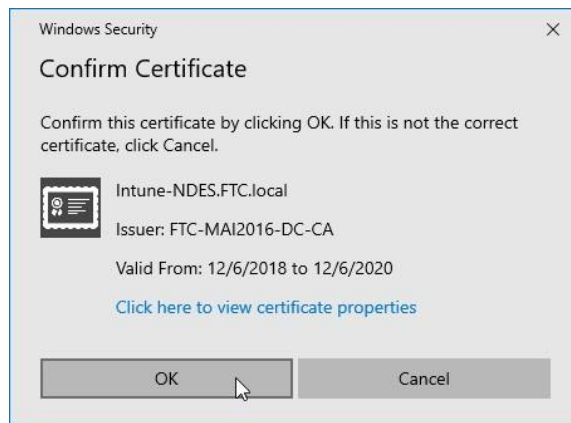 Windows Security
Confirm Certificate
Confirm this certificate by clicking OK. If this is not the correct
certificate, click Cancel.
Intune-NDES.FTC.local
Issuer: FTC-MAI2016-DC-CA
Valid From: 12/6/2018 to 12/6/2020
Click here to view certificate properties
OK
Cancel